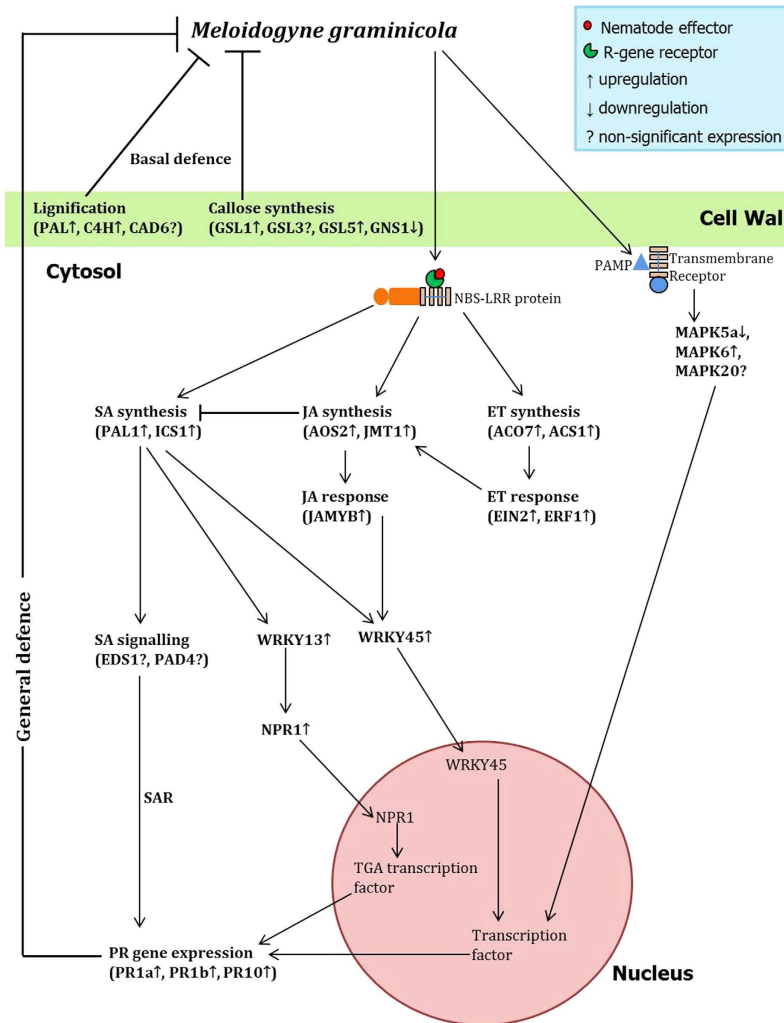 Meloidogyne graminicola
Nematode effector
R-gene receptor
↑ upregulation
↓ downregulation
? non-significant expression
Basal defence
Lignification
(PAL↑, C4H↑, CAD6?)
Callose synthesis
(GSL1↑, GSL3?, GSL5↑, GNS1↓)
Cell Wal
Cytosol
PAMP
Transmembrane
Receptor
NBS-LRR protein
MAPK5a↓,
MAPK6↑,
MAPK20?
SA synthesis
(PAL1↑, ICS1↑)
JA synthesis
(AOS2↑, JMT1↑)
ET synthesis
(ACO7↑, ACS1↑)
JA response
(JAMYB↑)
ET response
(EIN2↑, ERF1↑)
General defence
SA signalling
(EDS1?, PAD4?)
WRKY13↑
WRKY45↑
NPR1↑
WRKY45
SAR
NPR1
TGA transcription
factor
Transcription
factor
PR gene expression
(PR1a↑, PR1b↑, PR10↑)
Nucleus